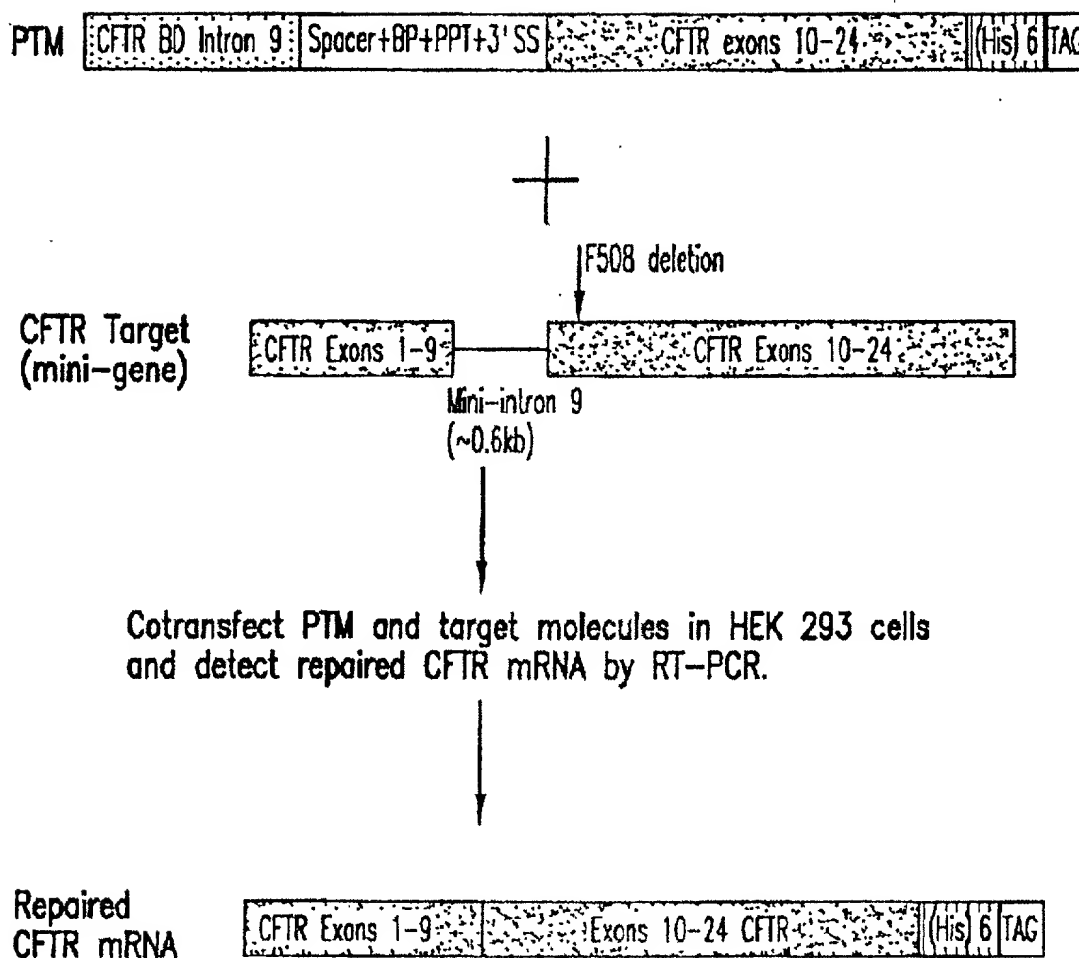 PTM CFTR BD Intron 9 Spacer+BP+PPT+3' SS CFTR exons 10-24 (His) 6 TAG
F508 deletion
CFTR Target
(mini-gene)
CFTR Exons 1-9 CFTR Exons 10-24
Mini-intron 9
(~0.6kb)
Cotransfect PTM and target molecules in HEK 293 cells
and detect repaired CFTR mRNA by RT-PCR.
Repaired
CFTR mRNA
CFTR Exons 1-9 Exons 10-24 CFTR (His) 6 TAG